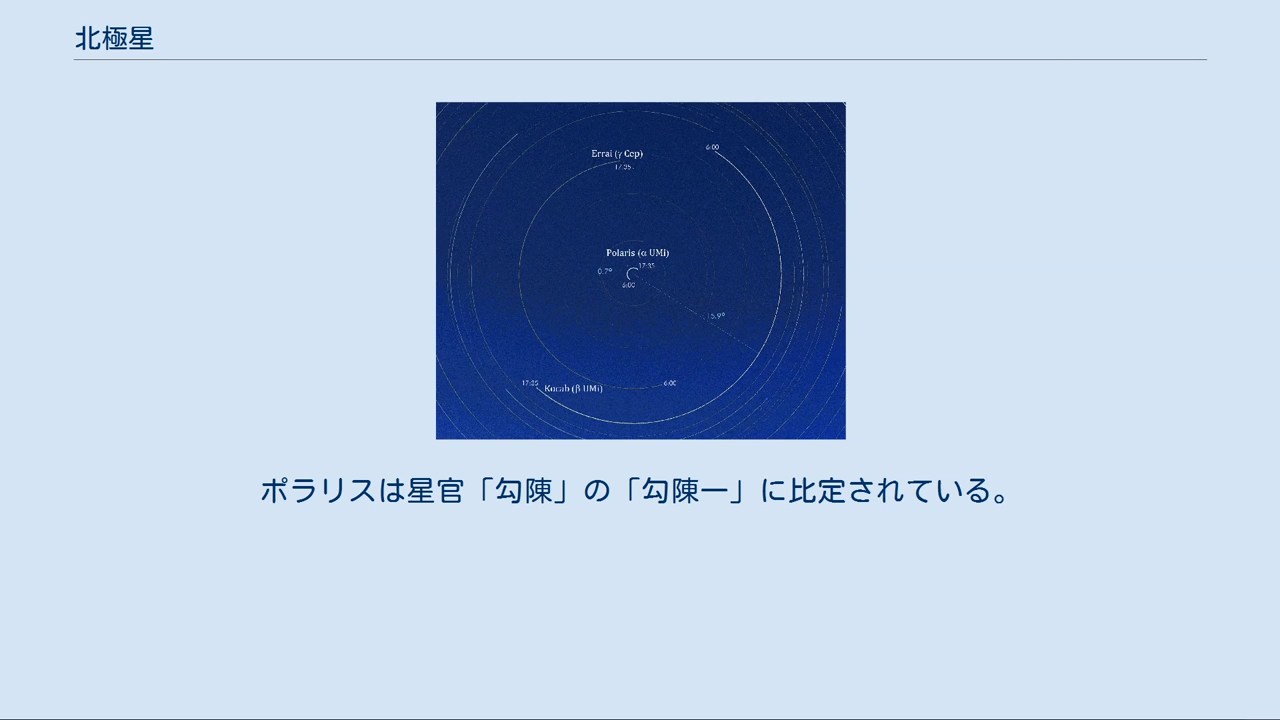 北極星
Errai (γ Cep)
17:35
6:00
Polaris (α UMi)
17:35
0.7°
6:00
15.9°
17:35
Kocab (β UMi)
6:00
ポラリスは星官「勾陳」の「勾陳一」に比定されている。